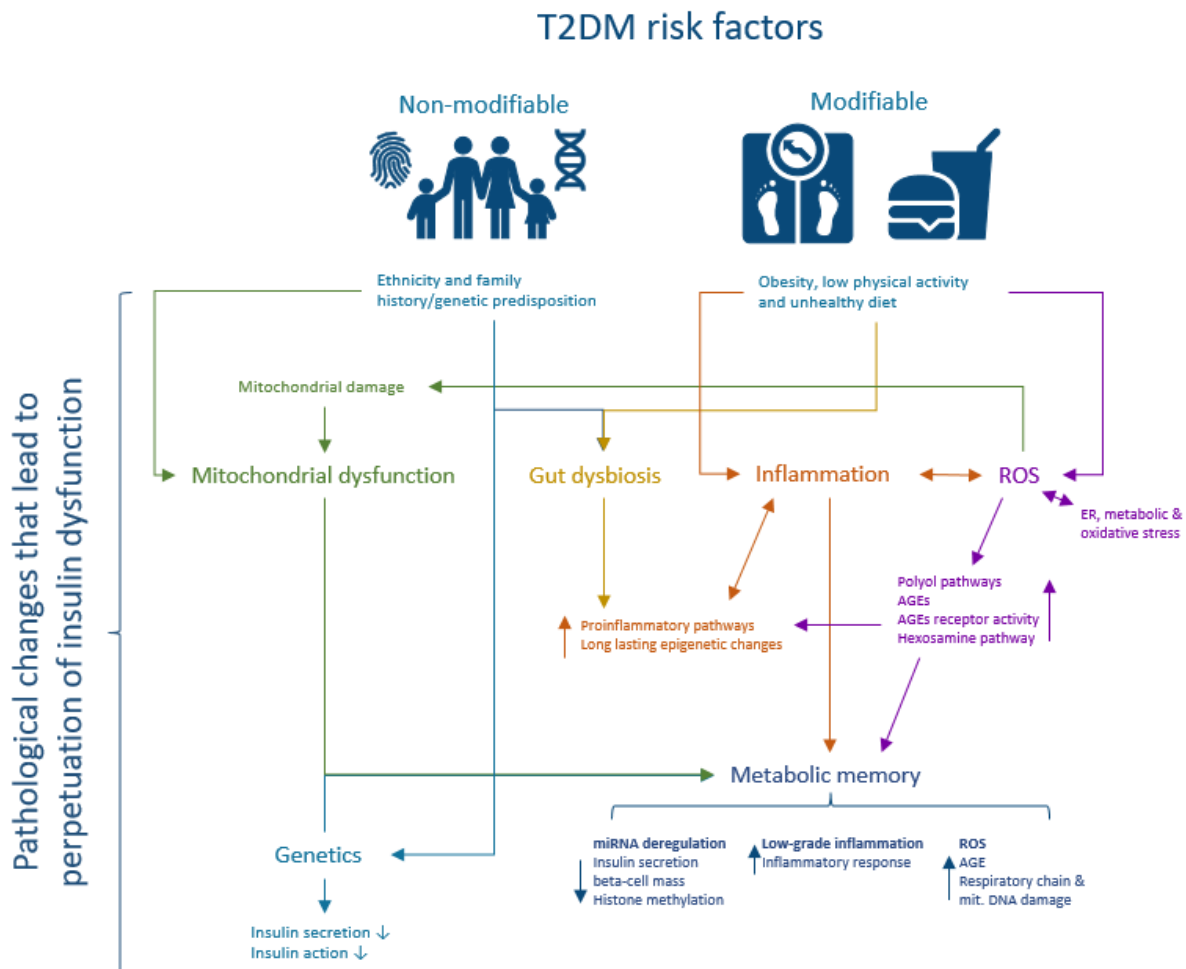 T2DM risk factors
Non-modifiable
Modifiable
Ethnicity and family
history/genetic predisposition
Obesity, low physical activity
and unhealthy diet
Pathological changes that lead to
perpetuation of insulin dysfunction
Mitochondrial damage
Mitochondrial dysfunction
Gut dysbiosis
Inflammation
ROS
ER, metabolic &
oxidative stress
Polyol pathways
AGEs
AGEs receptor activity
Hexosamine pathway
Proinflammatory pathways
Long lasting epigenetic changes
Metabolic memory
miRNA deregulation
Insulin secretion
beta-cell mass
Histone methylation
Low-grade inflammation
Inflammatory response
ROS
AGE
Respiratory chain &
mit. DNA damage
Genetics
Insulin secretion ↓
Insulin action ↓